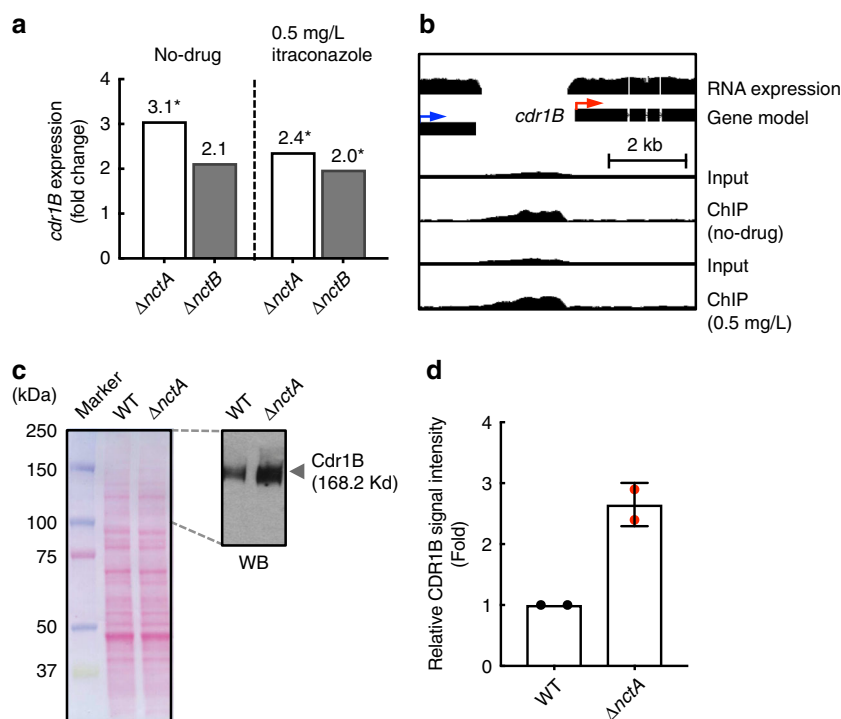 a
No-drug
0.5 mg/L
itraconazole
cdr1B expression
(fold change)
4
3
2
1
0
3.1*
2.1
2.4*
2.0*
ΔnctA
ΔnctB
ΔnctA
ΔnctB
b
RNA expression
cdr1B
Gene model
2 kb
Input
ChIP
(no-drug)
Input
ChIP
(0.5 mg/L)
c
(kDa)
Marker
WT
ΔnctA
250
150
100
75
50
37
WT
ΔnctA
Cdr1B
(168.2 Kd)
WB
d
Relative CDR1B signal intensity
(Fold)
4
3
2
1
0
WT
ΔnctA